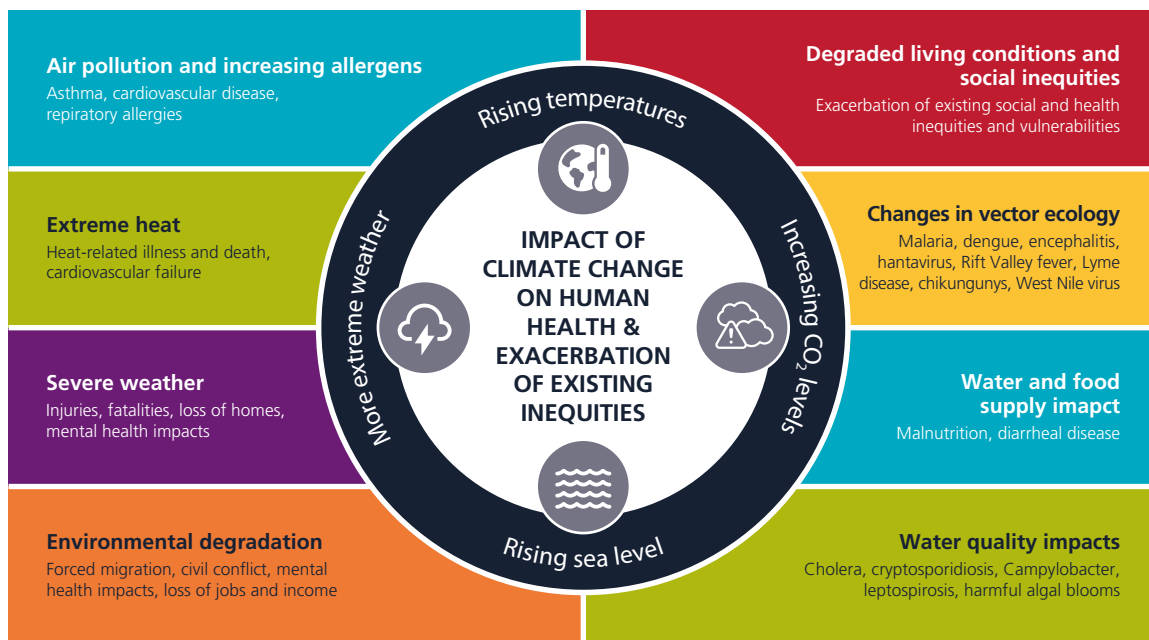 Air pollution and increasing allergens
Asthma, cardiovascular disease,
repiratory allergies
Degraded living conditions and
social inequities
Exacerbation of existing social and health
inequities and vulnerabilities
Extreme heat
Heat-related illness and death,
cardiovascular failure
Changes in vector ecology
Malaria, dengue, encephalitis,
hantavirus, Rift Valley fever, Lyme
disease, chikungunys, West Nile virus
Severe weather
Injuries, fatalities, loss of homes,
mental health impacts
Water and food
supply imapct
Malnutrition, diarrheal disease
Environmental degradation
Forced migration, civil conflict, mental
health impacts, loss of jobs and income
Water quality impacts
Cholera, cryptosporidiosis, Campylobacter,
leptospirosis, harmful algal blooms
Rising temperatures
More extreme weather
Increasing CO₂ levels
Rising sea level
IMPACT OF
CLIMATE CHANGE
ON HUMAN
HEALTH &
EXACERBATION
OF EXISTING
INEQUITIES